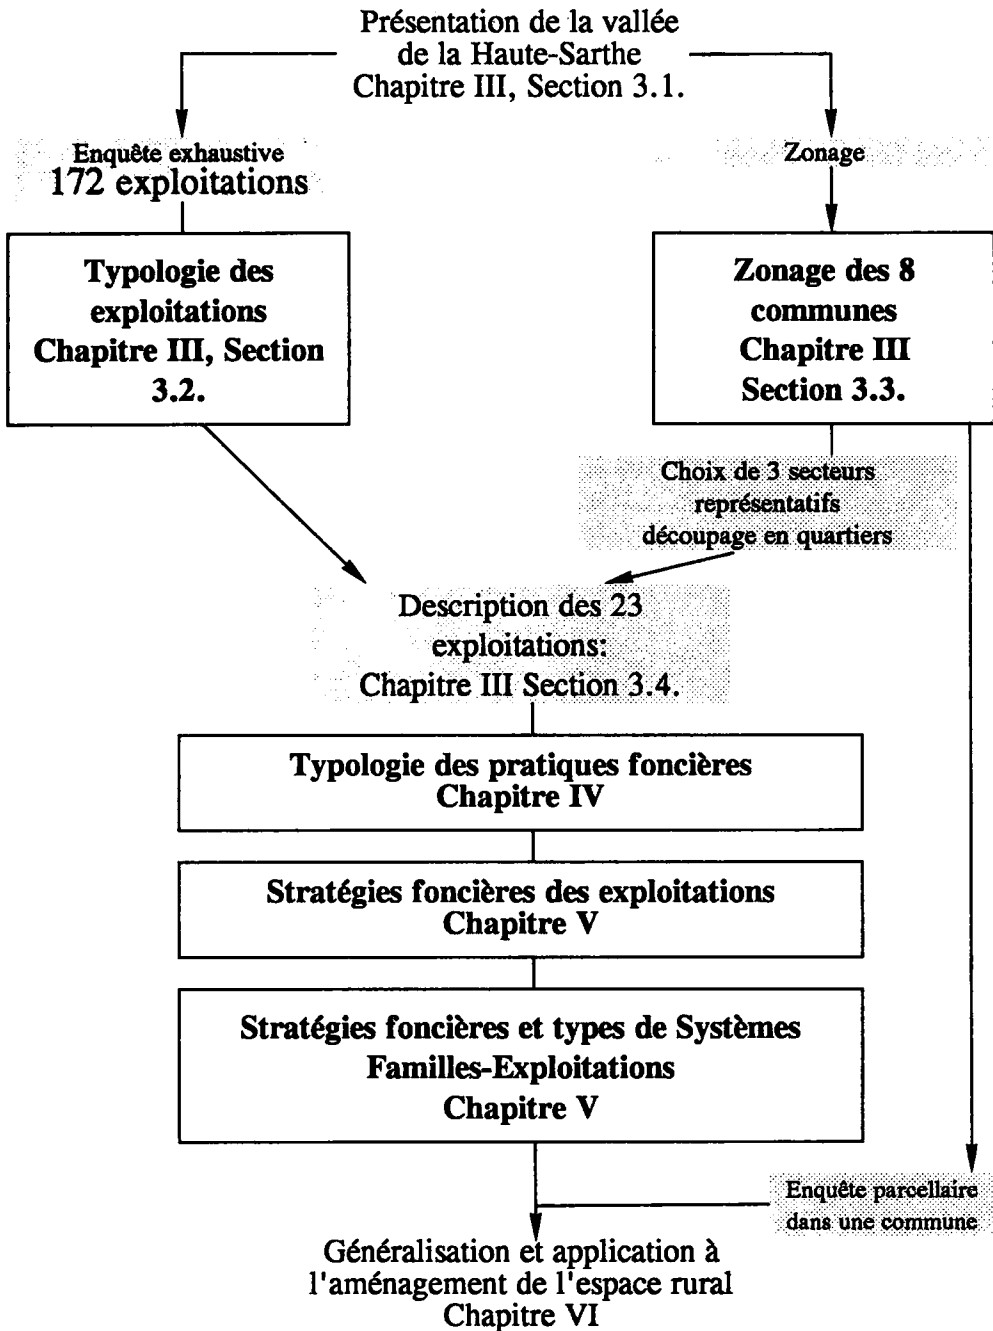 Présentation de la vallée
de la Haute-Sarthe
Chapitre III, Section 3.1.
Enquête exhaustive
172 exploitations
Zonage
Typologie des
exploitations
Chapitre III, Section
3.2.
Zonage des 8
communes
Chapitre III
Section 3.3.
Choix de 3 secteurs
représentatifs
découpage en quartiers
Description des 23
exploitations:
Chapitre III Section 3.4.
Typologie des pratiques foncières
Chapitre IV
Stratégies foncières des exploitations
Chapitre V
Stratégies foncières et types de Systèmes
Familles-Exploitations
Chapitre V
Enquête parcellaire
dans une commune
Généralisation et application à
l'aménagement de l'espace rural
Chapitre VI